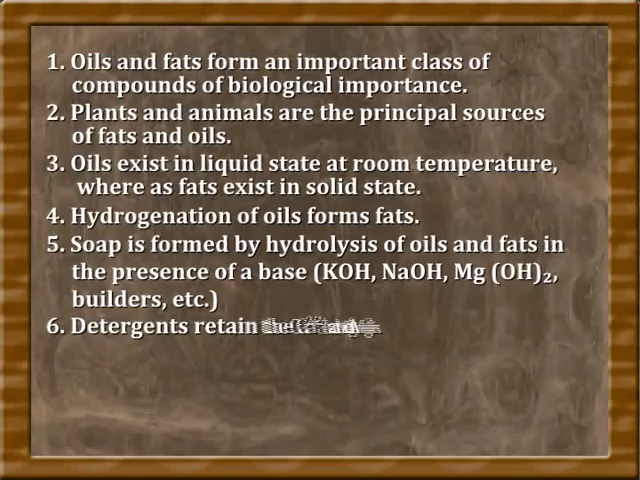 1. Oils and fats form an important class of
compounds of biological importance.
2. Plants and animals are the principal sources
of fats and oils.
3. Oils exist in liquid state at room temperature,
where as fats exist in solid state.
4. Hydrogenation of oils forms fats.
5. Soap is formed by hydrolysis of oils and fats in
the presence of a base (KOH, NaOH, Mg (OH)₂,
builders, etc.)
6. Detergents retain